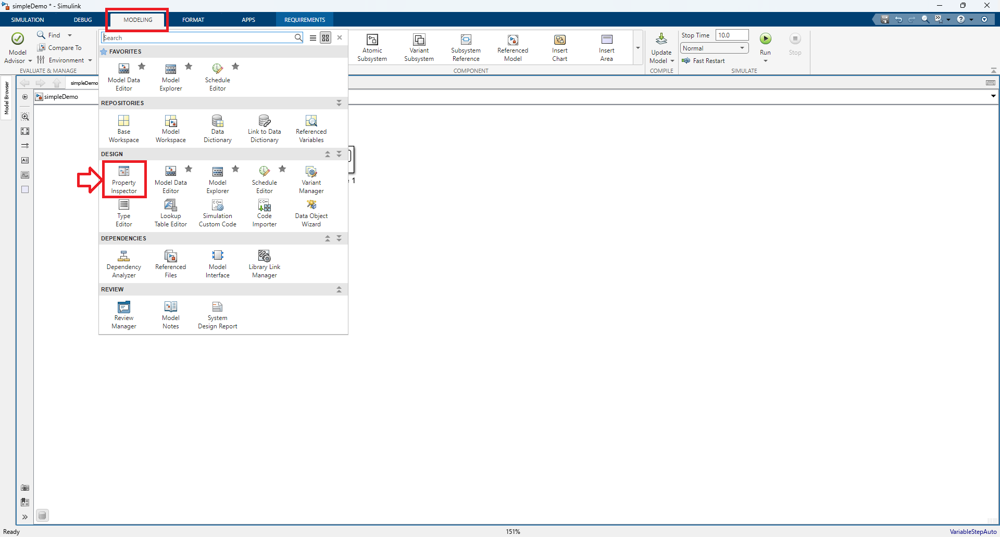 simpleDemo * - Simulink
SIMULATION DEBUG MODELING FORMAT APPS REQUIREMENTS
Model
Advisor
Find
Compare To
Environment
EVALUATE & MANAGE
Search
FAVORITES
Model Data
Editor
Model
Explorer
Schedule
Editor
REPOSITORIES
Base
Workspace
Model
Workspace
Data
Dictionary
Link to Data
Dictionary
Referenced
Variables
DESIGN
Property
Inspector
Model Data
Editor
Model
Explorer
Schedule
Editor
Variant
Manager
Type
Editor
Lookup
Table Editor
Simulation
Custom Code
Code
Importer
Data Object
Wizard
DEPENDENCIES
Dependency
Analyzer
Referenced
Files
Model
Interface
Library Link
Manager
REVIEW
Review
Manager
Model
Notes
System
Design Report
Atomic
Subsystem
Variant
Subsystem
Subsystem
Reference
Referenced
Model
Insert
Chart
Insert
Area
COMPONENT
Update
Model
COMPILE
Stop Time 10.0
Normal
Fast Restart
Run
Stop
SIMULATE
Model Browser
simpleDemo
simpleDemo
1
Ready
151%
VariableStepAuto